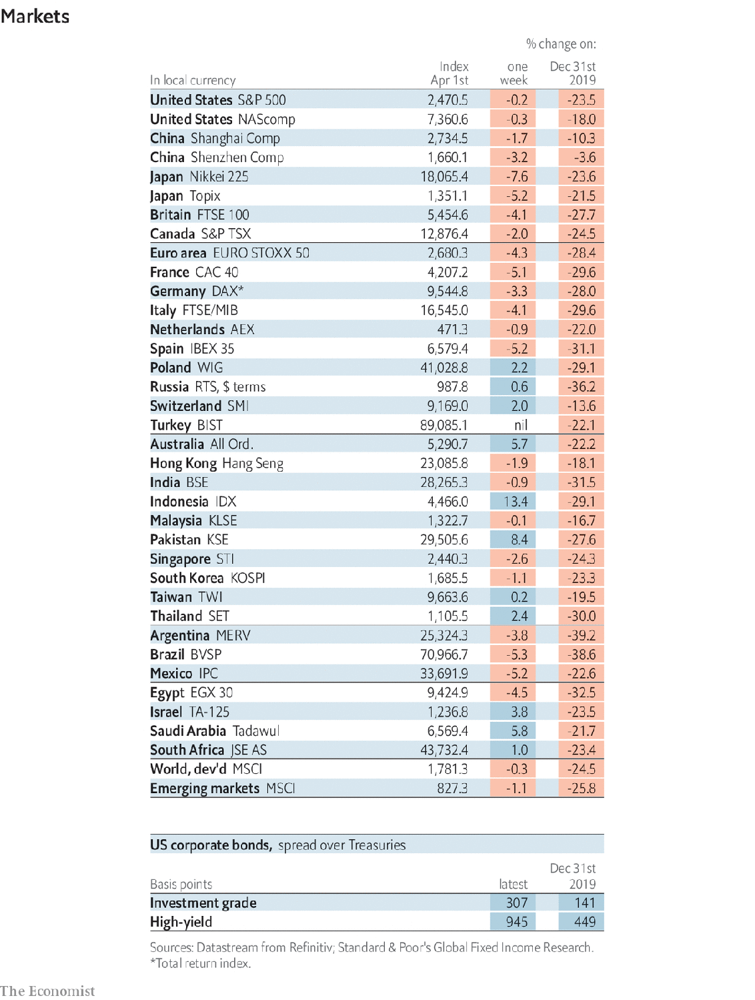 Markets
% change on:
Index one Dec 31st
In local currency Apr 1st week 2019
United States S&P 500 2,470.5 -0.2 -23.5
United States NAScomp 7,360.6 -0.3 -18.0
China Shanghai Comp 2,734.5 -1.7 -10.3
China Shenzhen Comp 1,660.1 -3.2 -3.6
Japan Nikkei 225 18,065.4 -7.6 -23.6
Japan Topix 1,351.1 -5.2 -21.5
Britain FTSE 100 5,454.6 -4.1 -27.7
Canada S&P TSX 12,876.4 -2.0 -24.5
Euro area EURO STOXX 50 2,680.3 -4.3 -28.4
France CAC 40 4,207.2 -5.1 -29.6
Germany DAX* 9,544.8 -3.3 -28.0
Italy FTSE/MIB 16,545.0 -4.1 -29.6
Netherlands AEX 471.3 -0.9 -22.0
Spain IBEX 35 6,579.4 -5.2 -31.1
Poland WIG 41,028.8 2.2 -29.1
Russia RTS, $ terms 987.8 0.6 -36.2
Switzerland SMI 9,169.0 2.0 -13.6
Turkey BIST 89,085.1 nil -22.1
Australia All Ord. 5,290.7 5.7 -22.2
Hong Kong Hang Seng 23,085.8 -1.9 -18.1
India BSE 28,265.3 -0.9 -31.5
Indonesia IDX 4,466.0 13.4 -29.1
Malaysia KLSE 1,322.7 -0.1 -16.7
Pakistan KSE 29,505.6 8.4 -27.6
Singapore STI 2,440.3 -2.6 -24.3
South Korea KOSPI 1,685.5 -1.1 -23.3
Taiwan TWI 9,663.6 0.2 -19.5
Thailand SET 1,105.5 2.4 -30.0
Argentina MERV 25,324.3 -3.8 -39.2
Brazil BVSP 70,966.7 -5.3 -38.6
Mexico IPC 33,691.9 -5.2 -22.6
Egypt EGX 30 9,424.9 -4.5 -32.5
Israel TA-125 1,236.8 3.8 -23.5
Saudi Arabia Tadawul 6,569.4 5.8 -21.7
South Africa JSE AS 43,732.4 1.0 -23.4
World, dev'd MSCI 1,781.3 -0.3 -24.5
Emerging markets MSCI 827.3 -1.1 -25.8
US corporate bonds, spread over Treasuries
Dec 31st
Basis points latest 2019
Investment grade 307 141
High-yield 945 449
Sources: Datastream from Refinitiv; Standard & Poor's Global Fixed Income Research.
*Total return index.
The Economist